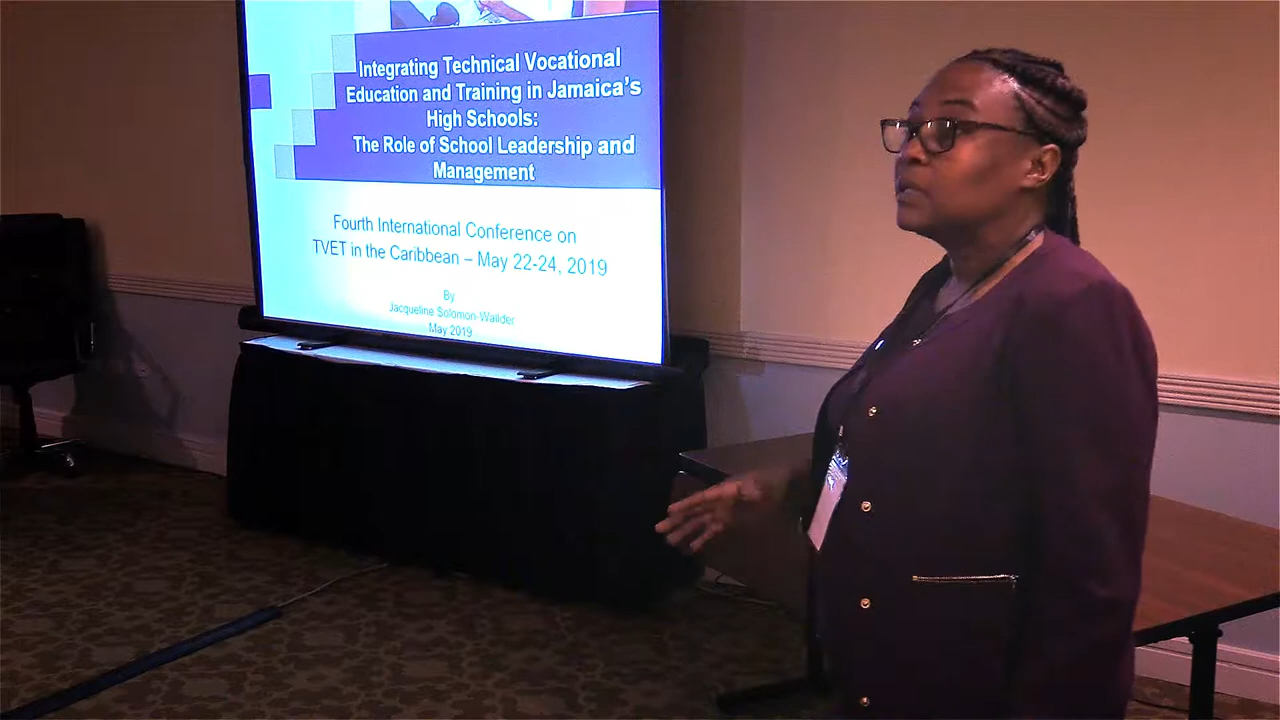 Integrating Technical Vocational
Education and Training in Jamaica's
High Schools:
The Role of School Leadership and
Management
Fourth International Conference on
TVET in the Caribbean – May 22-24, 2019
By
Jacqueline Solomon-Wallder
May 2019